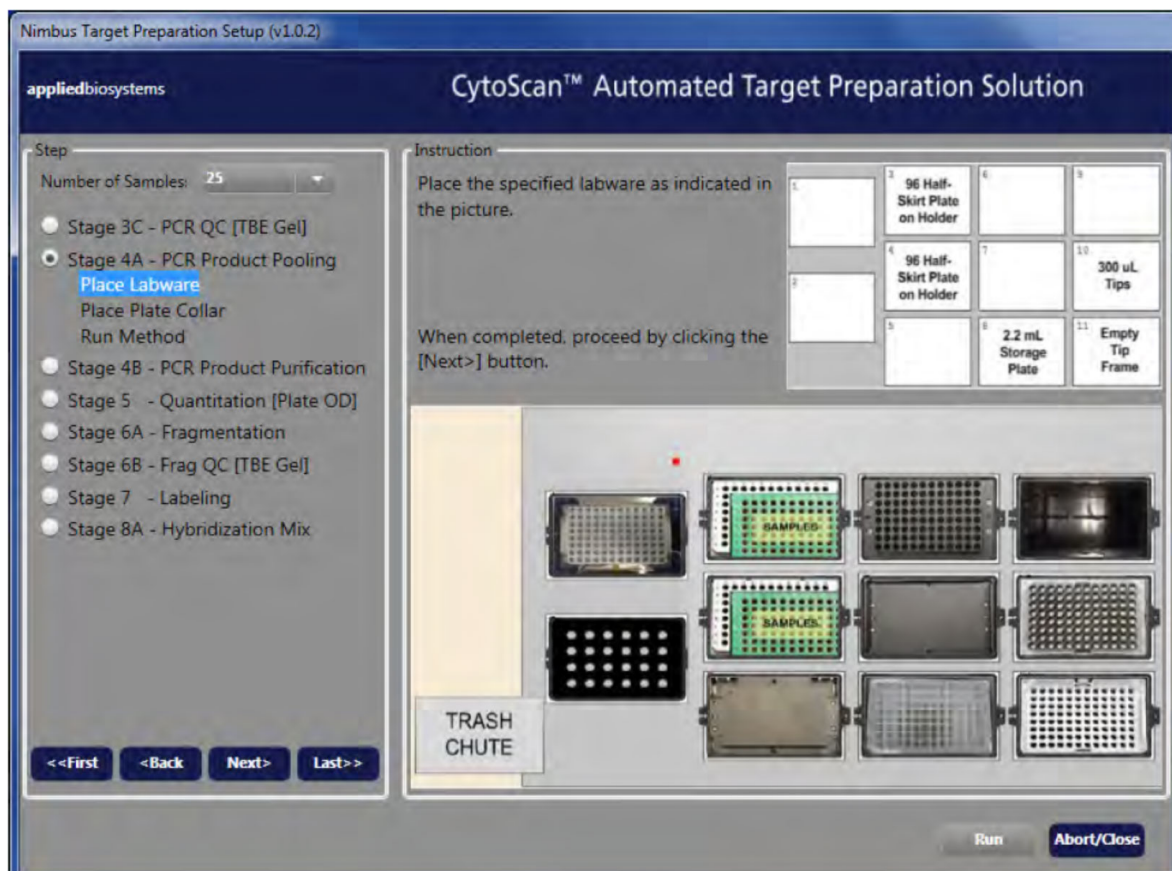 Nimbus Target Preparation Setup (v1.0.2)
appliedbiosystems
CytoScan™ Automated Target Preparation Solution
Step
Number of Samples: 25
Stage 3C - PCR QC [TBE Gel]
Stage 4A - PCR Product Pooling
Place Labware
Place Plate Collar
Run Method
Stage 4B - PCR Product Purification
Stage 5 - Quantitation [Plate OD]
Stage 6A - Fragmentation
Stage 6B - Frag QC [TBE Gel]
Stage 7 - Labeling
Stage 8A - Hybridization Mix
<<First
<Back
Next>
Last>>
Instruction
Place the specified labware as indicated in
the picture.
When completed, proceed by clicking the
[Next>] button.
1
2
3
96 Half-
Skirt Plate
on Holder
4
96 Half-
Skirt Plate
on Holder
5
6
7
8
2.2 mL
Storage
Plate
9
10
300 uL
Tips
11
Empty
Tip
Frame
SAMPLES
SAMPLES
TRASH
CHUTE
Run
Abort/Close